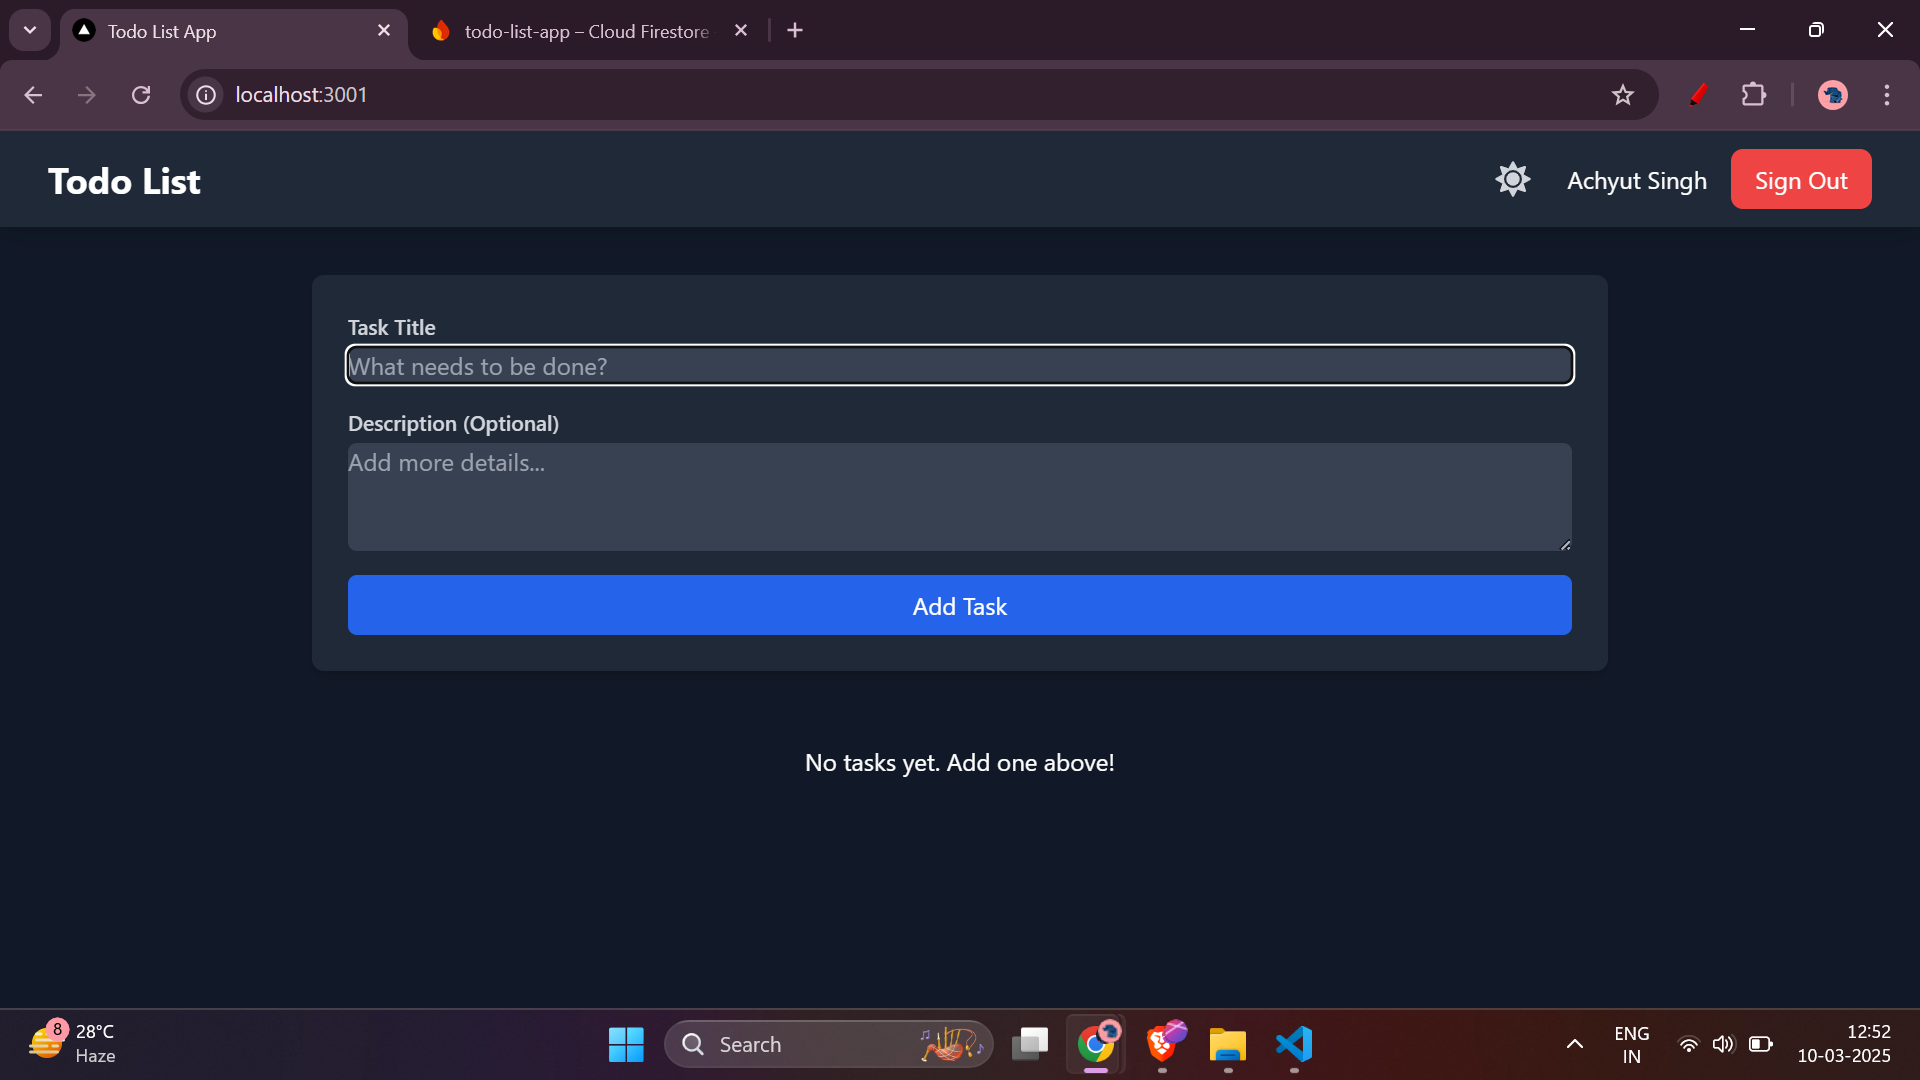 Todo List App
todo-list-app – Cloud Firestore
localhost:3001
Todo List
Achyut Singh
Sign Out
Task Title
What needs to be done?
Description (Optional)
Add more details...
Add Task
No tasks yet. Add one above!
8
28°C
Haze
Search
ENG
IN
12:52
10-03-2025